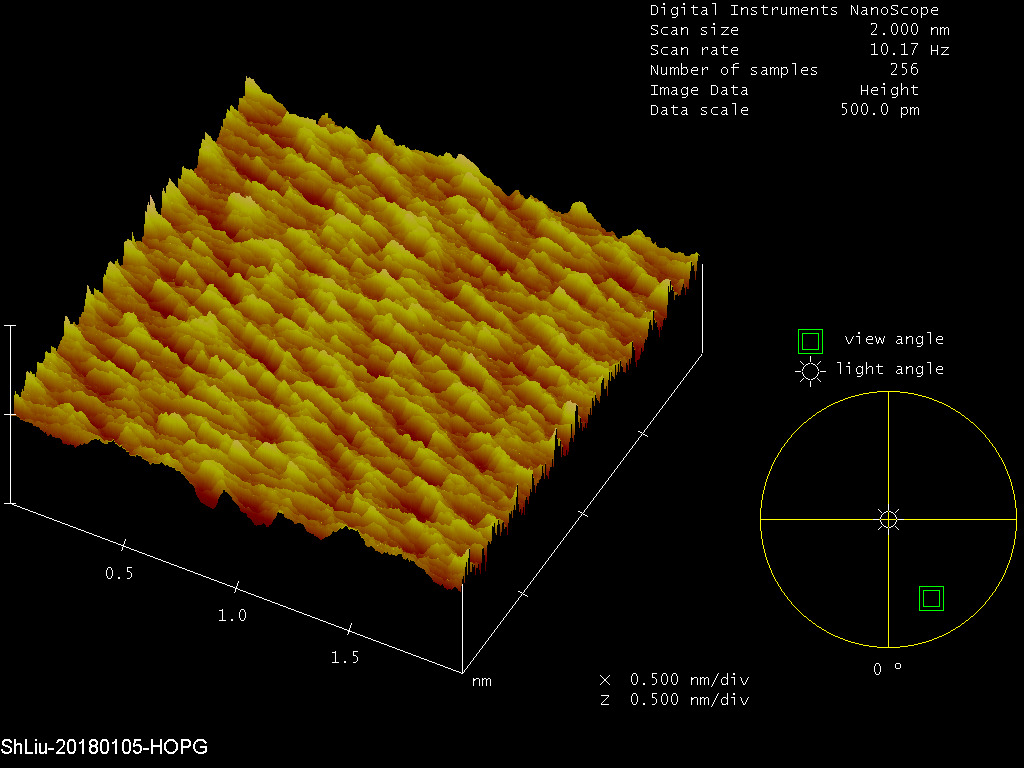 Digital Instruments NanoScope
Scan size 2.000 nm
Scan rate 10.17 Hz
Number of samples 256
Image Data Height
Data scale 500.0 pm
view angle
light angle
0.5
1.0
1.5
nm
0 °
X 0.500 nm/div
Z 0.500 nm/div
ShLiu-20180105-HOPG